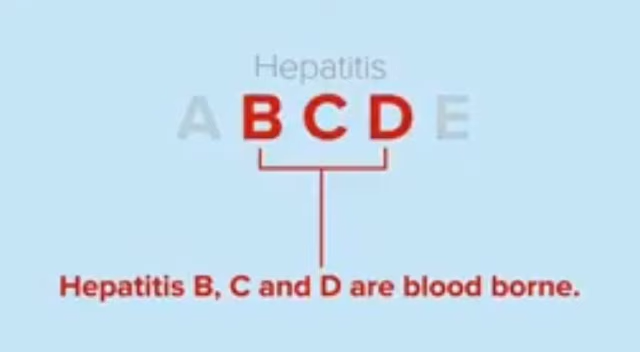 Hepatitis
A B C D E
Hepatitis B, C and D are blood borne.